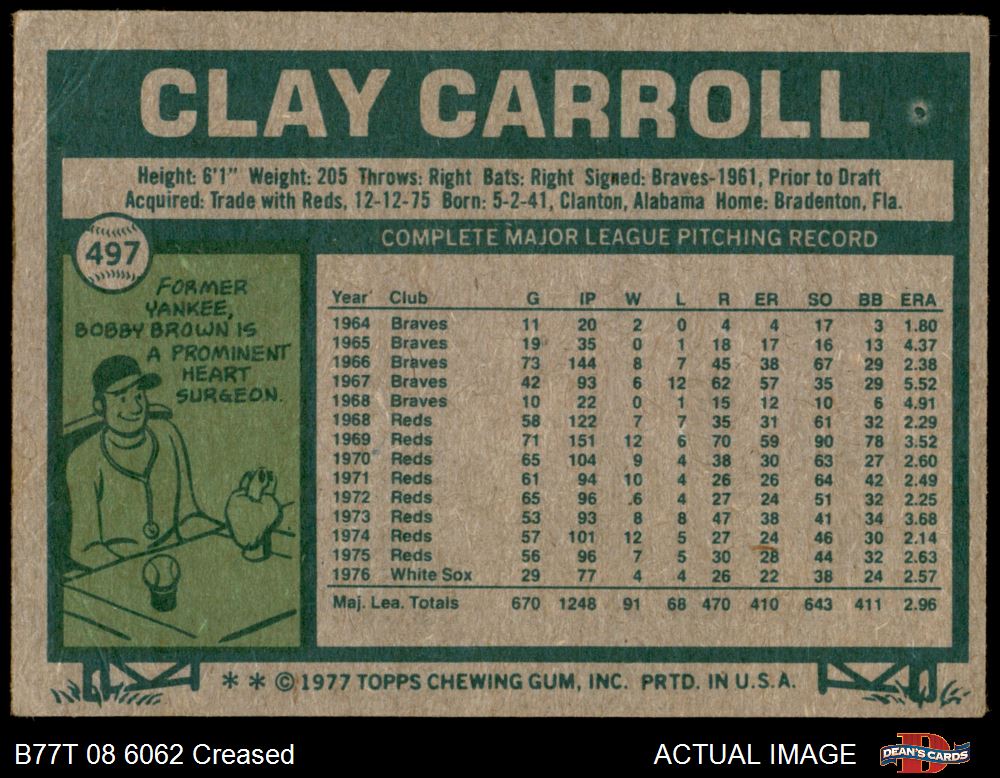 CLAY CARROLL
Height: 6'1" Weight: 205 Throws: Right Bats: Right Signed: Braves-1961, Prior to Draft
Acquired: Trade with Reds, 12-12-75 Born: 5-2-41, Clanton, Alabama Home: Bradenton, Fla.
497
FORMER
YANKEE,
BOBBY BROWN IS
A PROMINENT
HEART
SURGEON.
COMPLETE MAJOR LEAGUE PITCHING RECORD
Year Club G IP W L R ER SO BB ERA
1964 Braves 11 20 2 0 4 4 17 3 1.80
1965 Braves 19 35 0 1 18 17 16 13 4.37
1966 Braves 73 144 8 7 45 38 67 29 2.38
1967 Braves 42 93 6 12 62 57 35 29 5.52
1968 Braves 10 22 0 1 15 12 10 6 4.91
1968 Reds 58 122 7 7 35 31 61 32 2.29
1969 Reds 71 151 12 6 70 59 90 78 3.52
1970 Reds 65 104 9 4 38 30 63 27 2.60
1971 Reds 61 94 10 4 26 26 64 42 2.49
1972 Reds 65 96 6 4 27 24 51 32 2.25
1973 Reds 53 93 8 8 47 38 41 34 3.68
1974 Reds 57 101 12 5 27 24 46 30 2.14
1975 Reds 56 96 7 5 30 28 44 32 2.63
1976 White Sox 29 77 4 4 26 22 38 24 2.57
Maj. Lea. Totals 670 1248 91 68 470 410 643 411 2.96
* * © 1977 TOPPS CHEWING GUM, INC. PRTD. IN U.S.A.
B77T 08 6062 Creased
ACTUAL IMAGE
DEAN'S CARDS